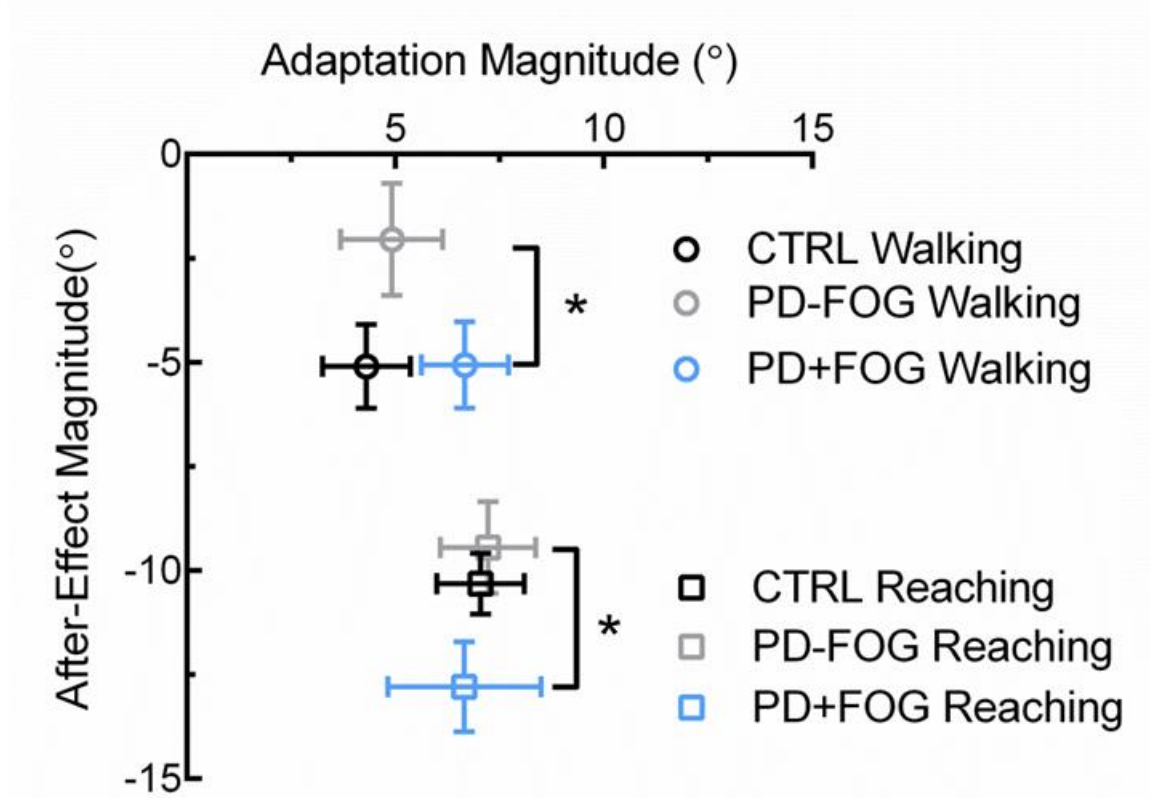 Adaptation Magnitude (°)
5 10 15
0
-5
-10
-15
After-Effect Magnitude(°)
*
*
CTRL Walking
PD-FOG Walking
PD+FOG Walking
CTRL Reaching
PD-FOG Reaching
PD+FOG Reaching